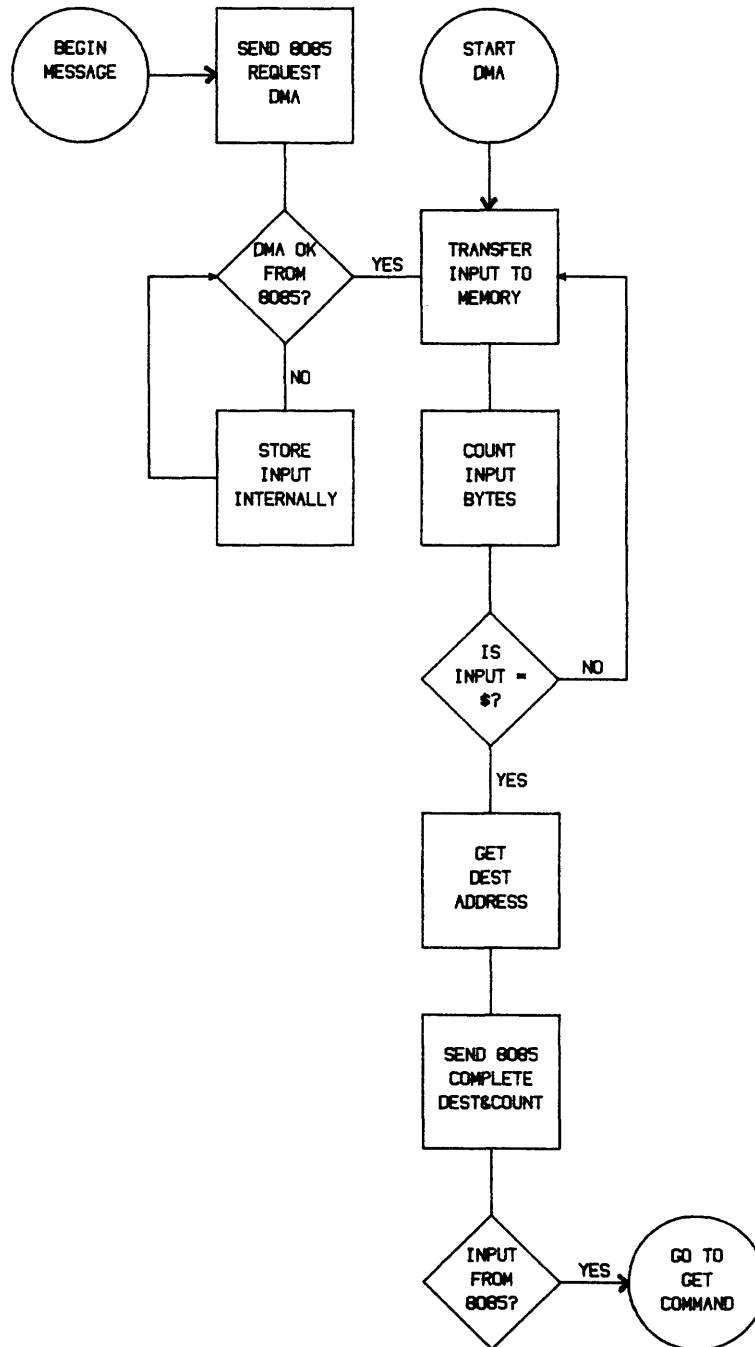 BEGIN
MESSAGE
SEND 8085
REQUEST
DMA
START
DMA
DMA OK
FROM
8085?
YES
TRANSFER
INPUT TO
MEMORY
NO
STORE
INPUT
INTERNALLY
COUNT
INPUT
BYTES
IS
INPUT =
$?
NO
YES
GET
DEST
ADDRESS
SEND 8085
COMPLETE
DEST&COUNT
INPUT
FROM
8085?
YES
GO TO
GET
COMMAND